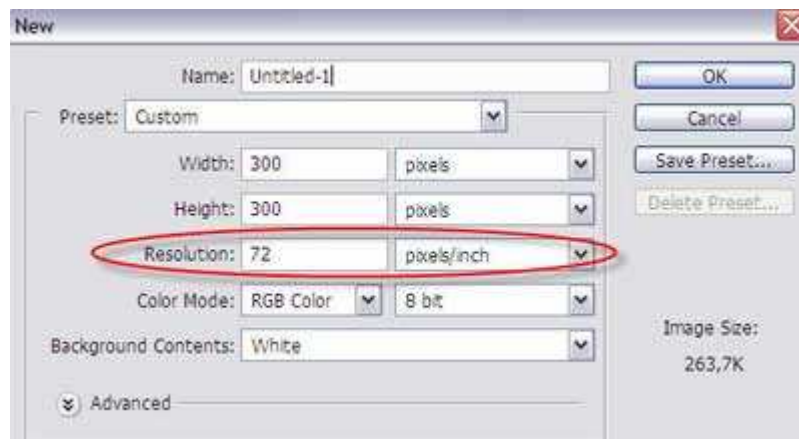 New
Name: Untitled-1
OK
Preset: Custom
Cancel
Width: 300 pixels
Save Preset...
Height: 300 pixels
Delete Preset...
Resolution: 72 pixels/inch
Color Mode: RGB Color 8 bit
Image Size:
Background Contents: White
263,7K
Advanced